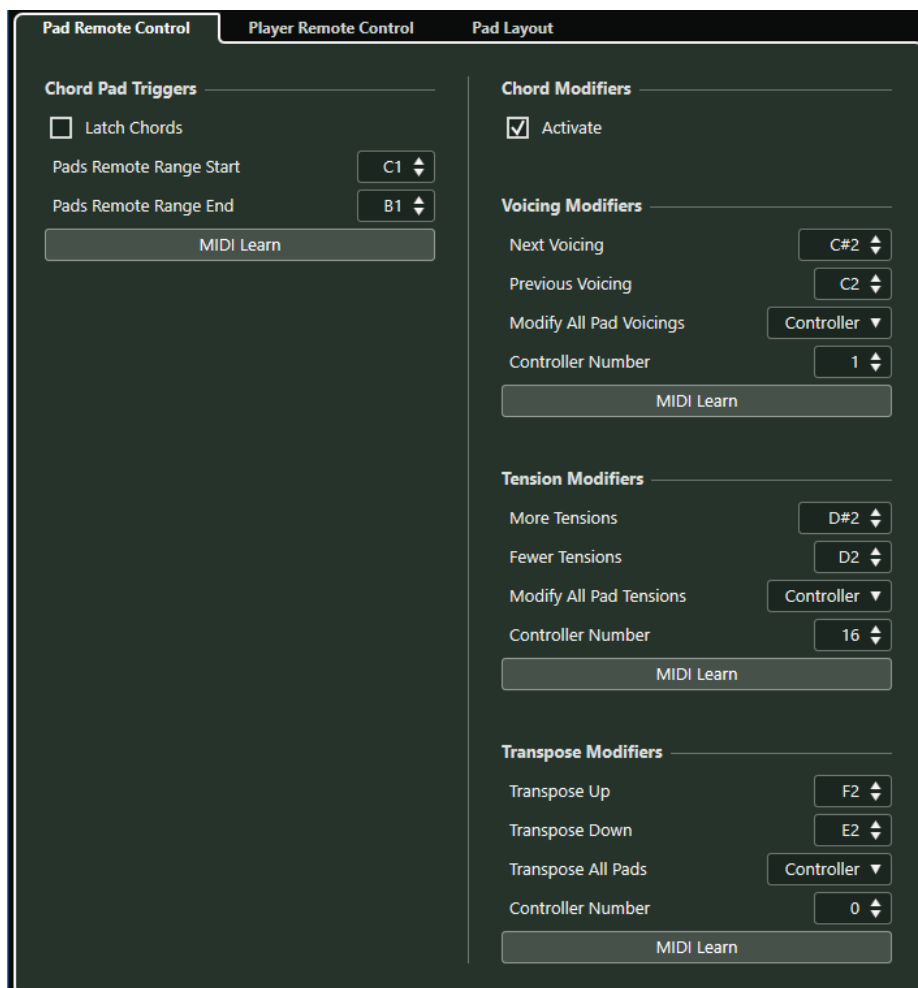 Pad Remote Control Player Remote Control Pad Layout
Chord Pad Triggers
Latch Chords
Pads Remote Range Start C1
Pads Remote Range End B1
MIDI Learn
Chord Modifiers
Activate
Voicing Modifiers
Next Voicing C#2
Previous Voicing C2
Modify All Pad Voicings Controller
Controller Number 1
MIDI Learn
Tension Modifiers
More Tensions D#2
Fewer Tensions D2
Modify All Pad Tensions Controller
Controller Number 16
MIDI Learn
Transpose Modifiers
Transpose Up F2
Transpose Down E2
Transpose All Pads Controller
Controller Number 0
MIDI Learn